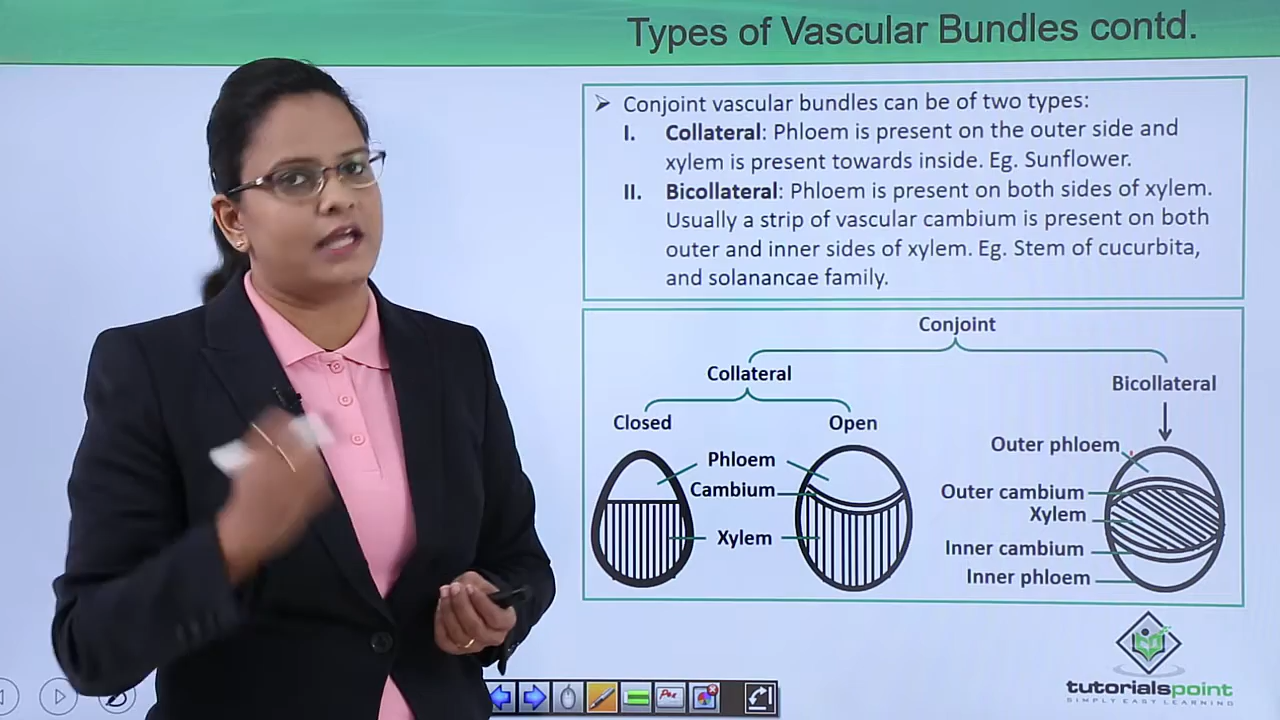 Types of Vascular Bundles contd.
➢ Conjoint vascular bundles can be of two types:
I. Collateral: Phloem is present on the outer side and
xylem is present towards inside. Eg. Sunflower.
II. Bicollateral: Phloem is present on both sides of xylem.
Usually a strip of vascular cambium is present on both
outer and inner sides of xylem. Eg. Stem of cucurbita,
and solanancae family.
Conjoint
Collateral
Bicollateral
Closed
Open
Phloem
Cambium
Xylem
Outer phloem
Outer cambium
Xylem
Inner cambium
Inner phloem
tutorialspoint
SIMPLY EASY LEARNING